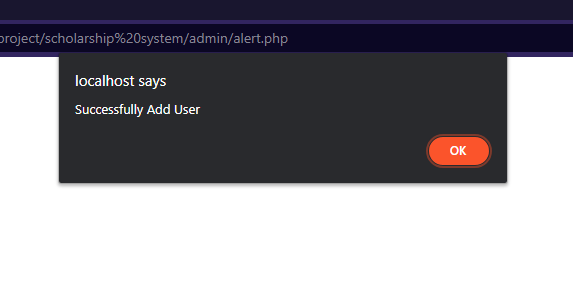 project/scholarship%20system/admin/alert.php
localhost says
Successfully Add User
OK